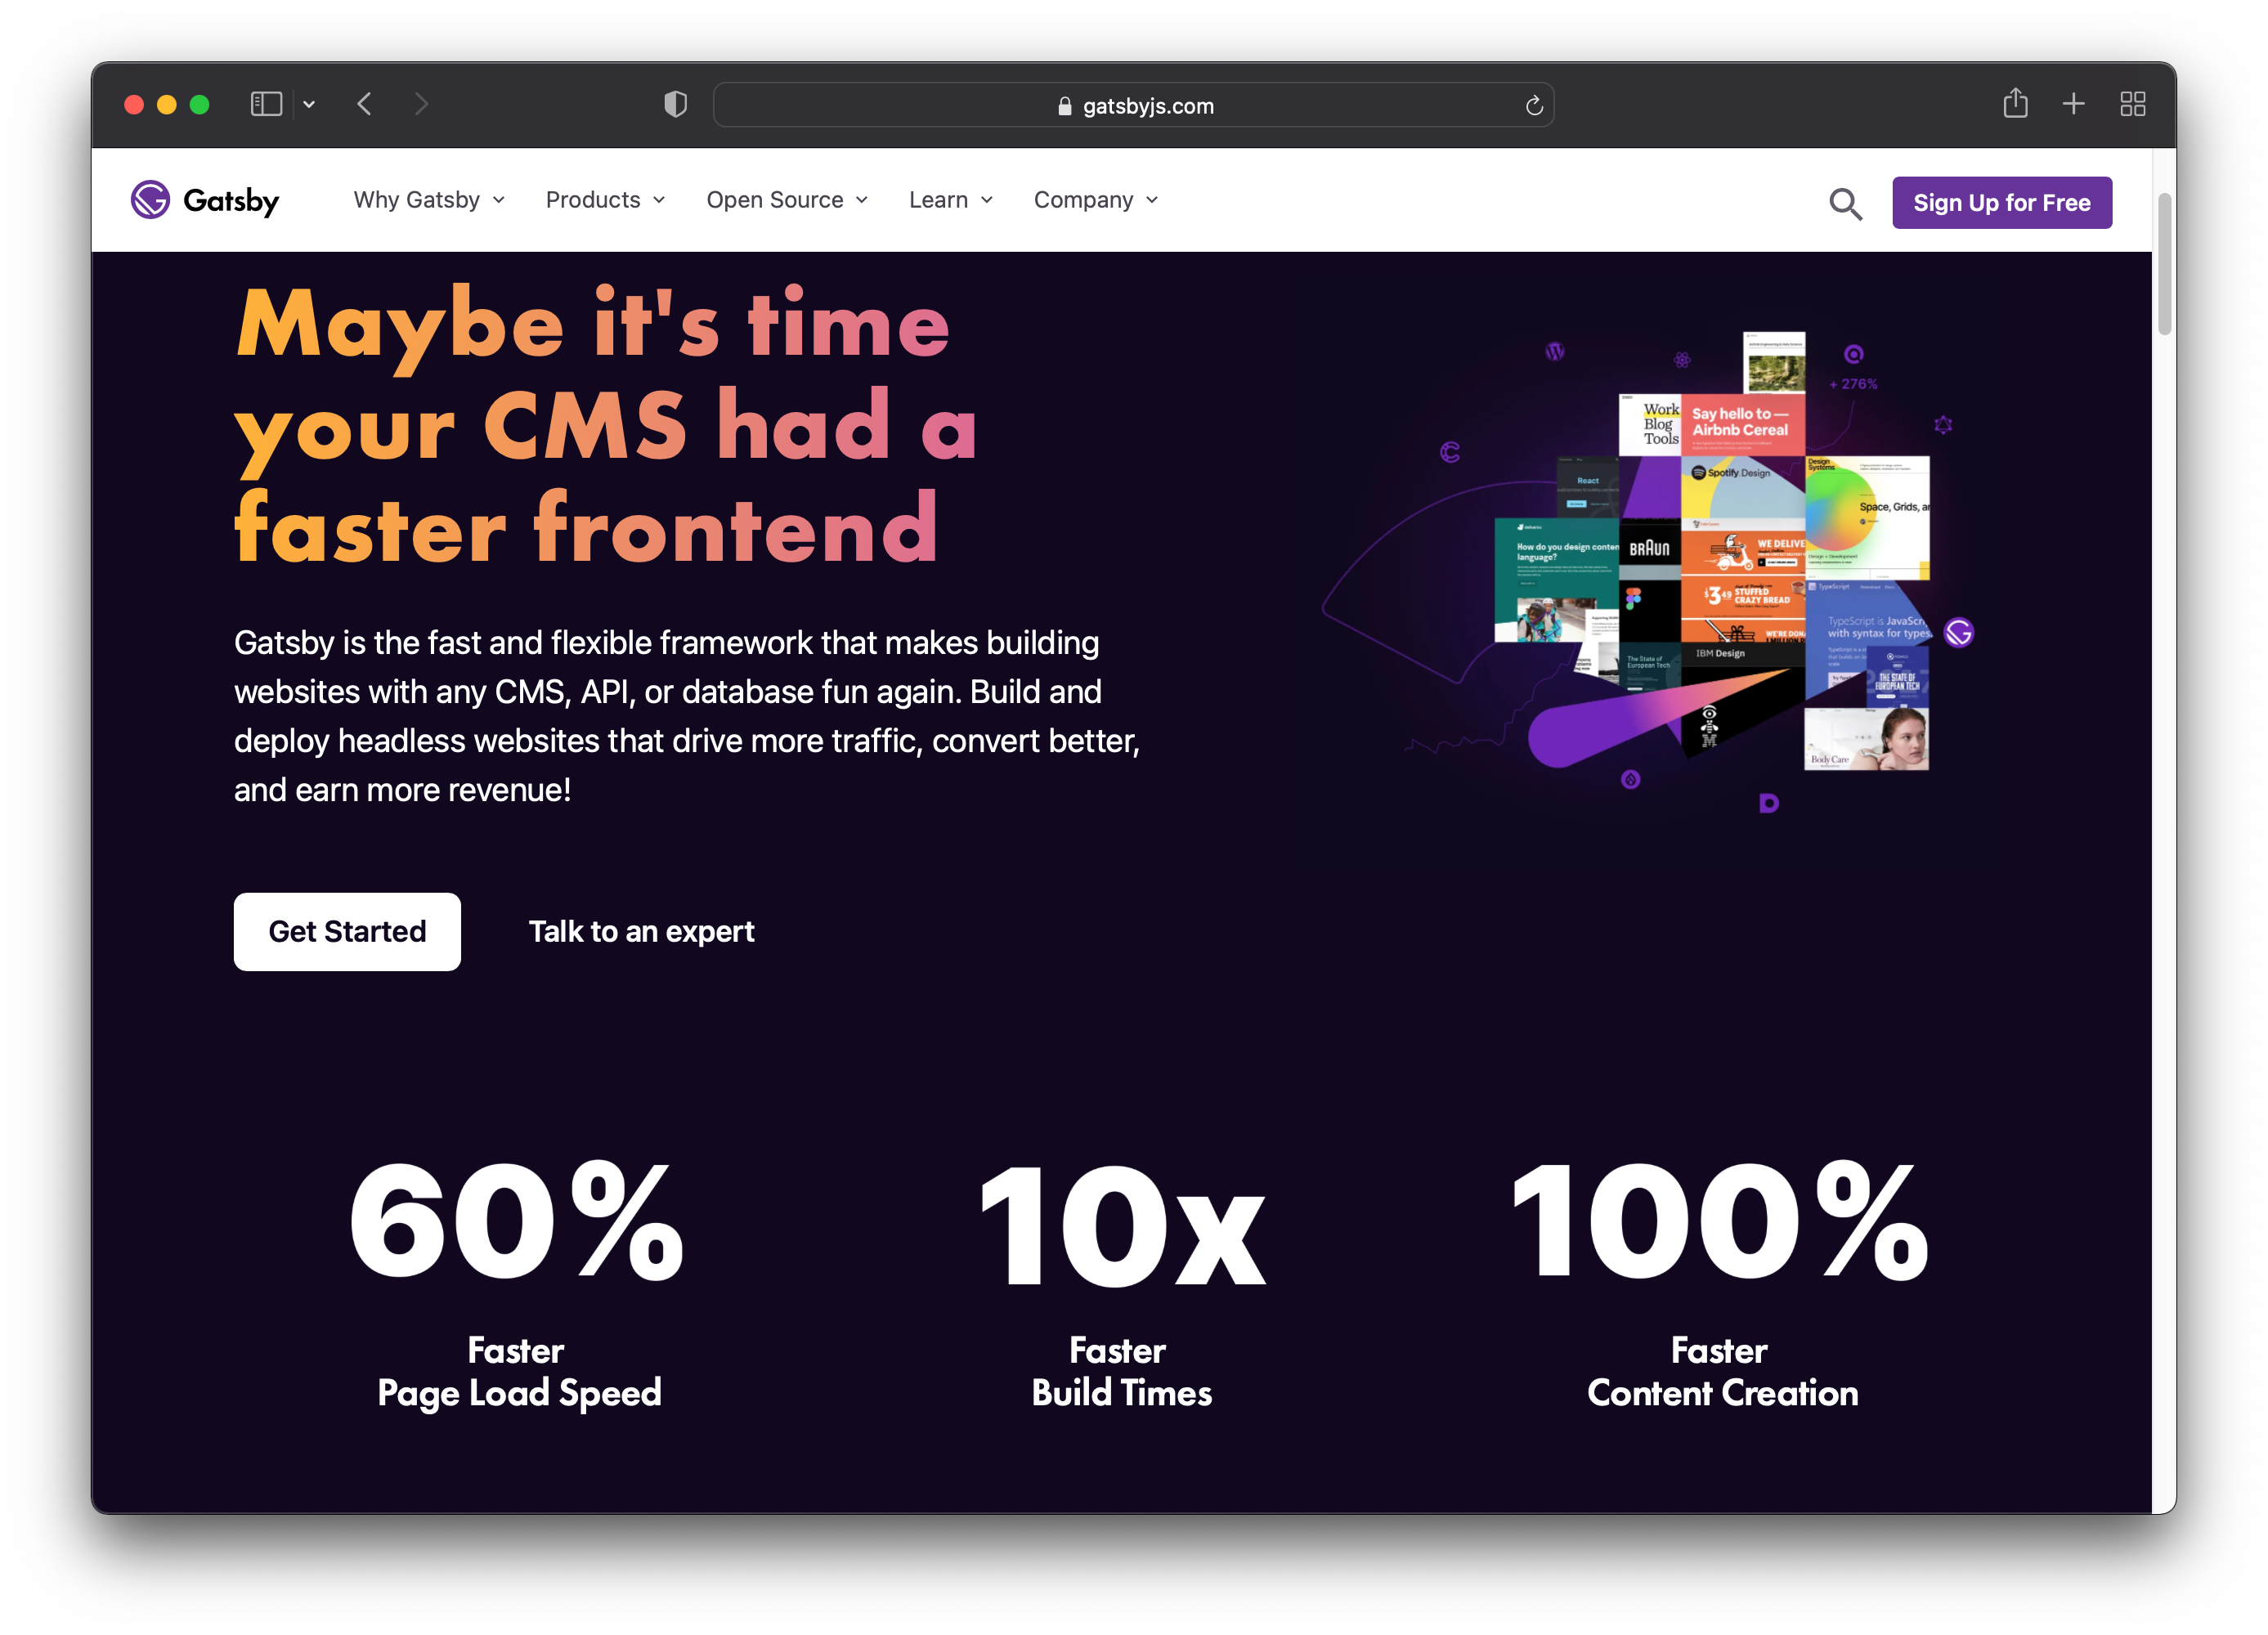 gatsbyjs.com
Gatsby
Why Gatsby
Products
Open Source
Learn
Company
Sign Up for Free
Maybe it's time
your CMS had a
faster frontend
Gatsby is the fast and flexible framework that makes building
websites with any CMS, API, or database fun again. Build and
deploy headless websites that drive more traffic, convert better,
and earn more revenue!
Get Started
Talk to an expert
+ 276%
Work
Blog
Tools
Say hello to —
Airbnb Cereal
React
Spotify Design
Design
Systems
Space, Grids,
How do you design
language?
BRAUN
WE DELIVE
$3.49 STUFFED
CRAZY BREAD
WE'RE
IBM Design
TypeScript
TypeScript is
with syntax for types.
The State of
European Tech
THE STATE OF
EUROPEAN TECH
Body Care
60%
Faster
Page Load Speed
10x
Faster
Build Times
100%
Faster
Content Creation